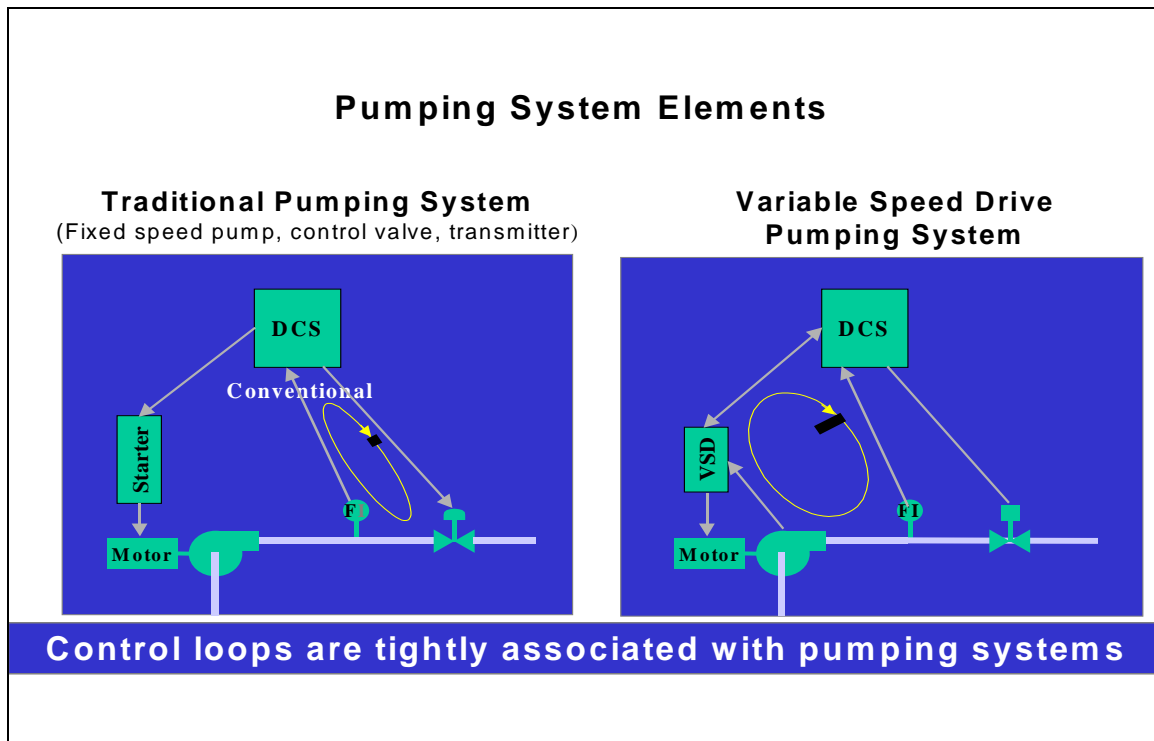 Pumping System Elements
Traditional Pumping System
(Fixed speed pump, control valve, transmitter)
DCS
Conventional
Starter
FI
Motor
Variable Speed Drive
Pumping System
DCS
VSD
FI
Motor
Control loops are tightly associated with pumping systems